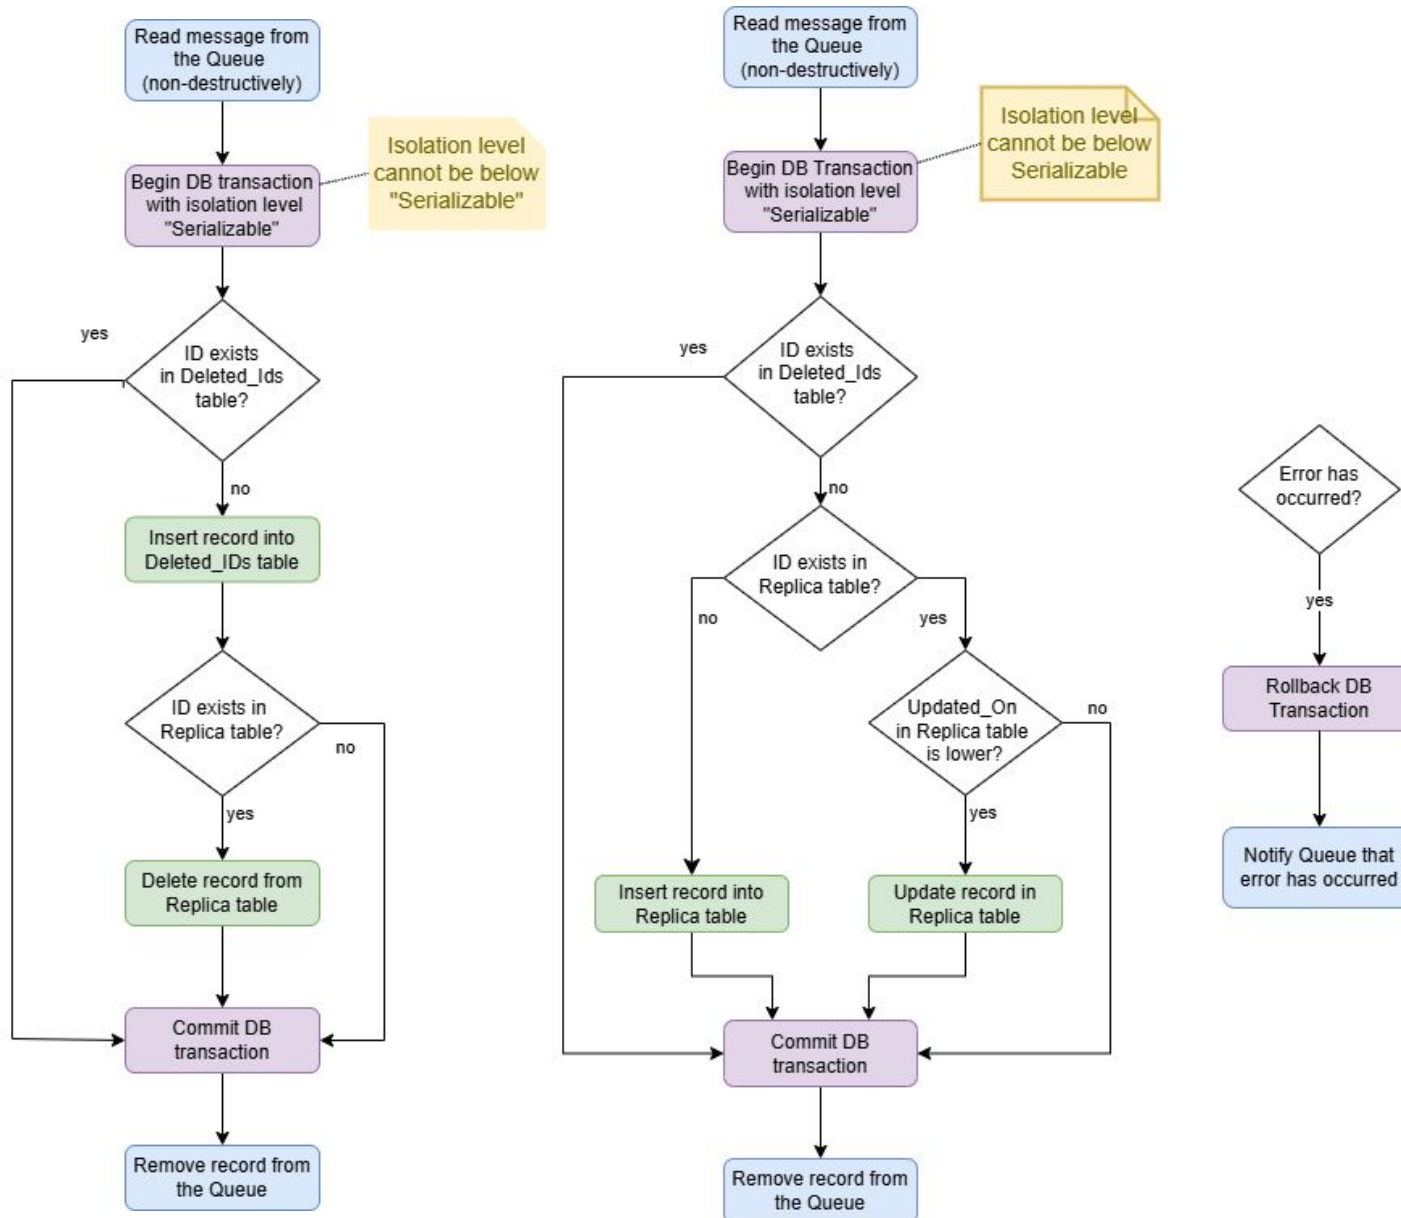 Read message from
the Queue
(non-destructively)
Isolation level
cannot be below
"Serializable"
Begin DB transaction
with isolation level
"Serializable"
yes
ID exists
in Deleted_Ids
table?
no
Insert record into
Deleted_IDs table
ID exists in
Replica table?
no
yes
Delete record from
Replica table
Commit DB
transaction
Remove record from
the Queue
Read message from
the Queue
(non-destructively)
Isolation level
cannot be below
Serializable
Begin DB Transaction
with isolation level
"Serializable"
yes
ID exists
in Deleted_Ids
table?
no
ID exists in
Replica table?
no
yes
Updated_On
in Replica table
is lower?
no
yes
Insert record into
Replica table
Update record in
Replica table
Commit DB
transaction
Remove record from
the Queue
Error has
occurred?
yes
Rollback DB
Transaction
Notify Queue that
error has occurred